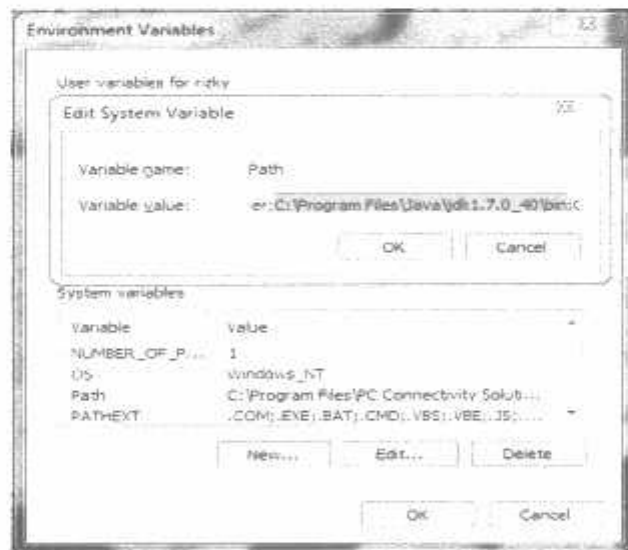 Environment Variables
User variables for rizky
Edit System Variable
Variable name: Path
Variable value: er;C:\Program Files\Java\jdk1.7.0_40\bin;C
OK Cancel
System variables
Variable Value
NUMBER_OF_P... 1
OS Windows_NT
Path C:\Program Files\PC Connectivity Soluti...
PATHEXT .COM;.EXE;.BAT;.CMD;.VBS;.VBE;.JS;....
New... Edit... Delete
OK Cancel